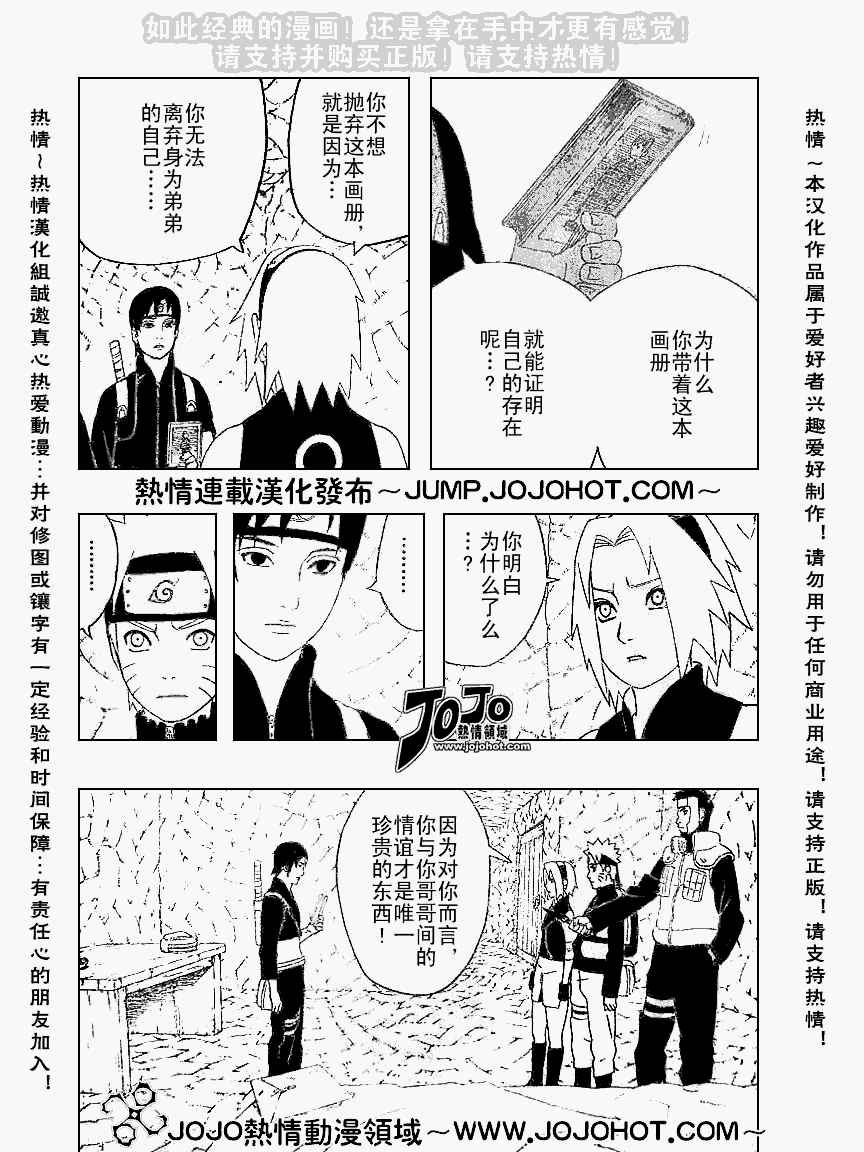 如此经典的漫画！还是拿在手中才更有感觉！
请支持并购买正版！请支持热情！
热情~本汉化作品属于爱好者兴趣爱好制作！请勿用于任何商业用途！请支持正版！请支持热情！
为什么
你带着这本
画册
就能证明
自己的存在
呢…？
你不想
抛弃这本画册，
就是因为…
你无法
离弃身为弟弟
的自己……
熱情連載漢化發布～JUMP.JOJOHOT.COM～
你明白
为什么了么
…？
………
………
JOJO
熱情領域
www.jojohot.com
因为对你而言，
你与你哥哥间的
情谊才是唯一
珍贵的东西！
JOJO熱情動漫領域～WWW.JOJOHOT.COM～
热情~热情漢化組誠邀真心热爱動漫…并对修图或镶字有一定经验和时间保障…有责任心的朋友加入！